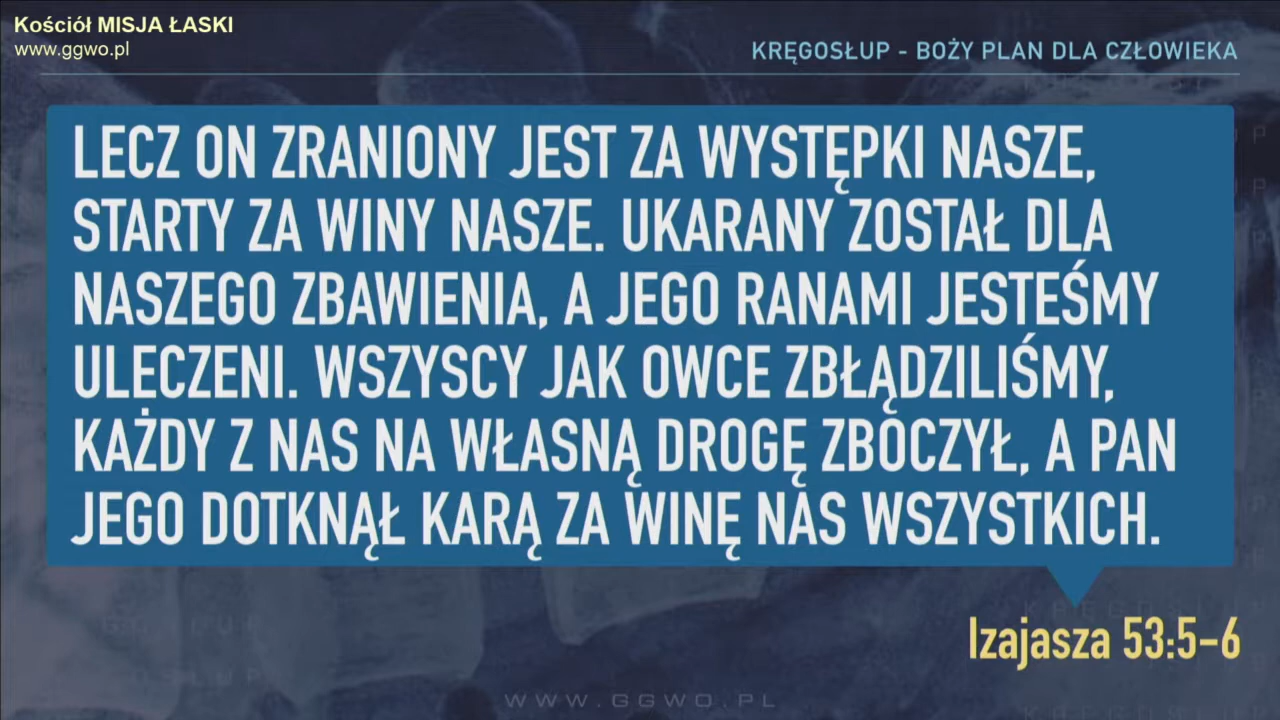 Kościół MISJA ŁASKI
www.ggwo.pl
KRĘGOSŁUP - BOŻY PLAN DLA CZŁOWIEKA
LECZ ON ZRANIONY JEST ZA WYSTĘPKI NASZE,
STARTY ZA WINY NASZE. UKARANY ZOSTAŁ DLA
NASZEGO ZBAWIENIA, A JEGO RANAMI JESTEŚMY
ULECZENI. WSZYSCY JAK OWCE ZBŁĄDZILIŚMY,
KAŻDY Z NAS NA WŁASNĄ DROGĘ ZBOCZYŁ, A PAN
JEGO DOTKNĄŁ KARĄ ZA WINĘ NAS WSZYSTKICH.
Izajasza 53:5-6
WWW.GGWO.PL